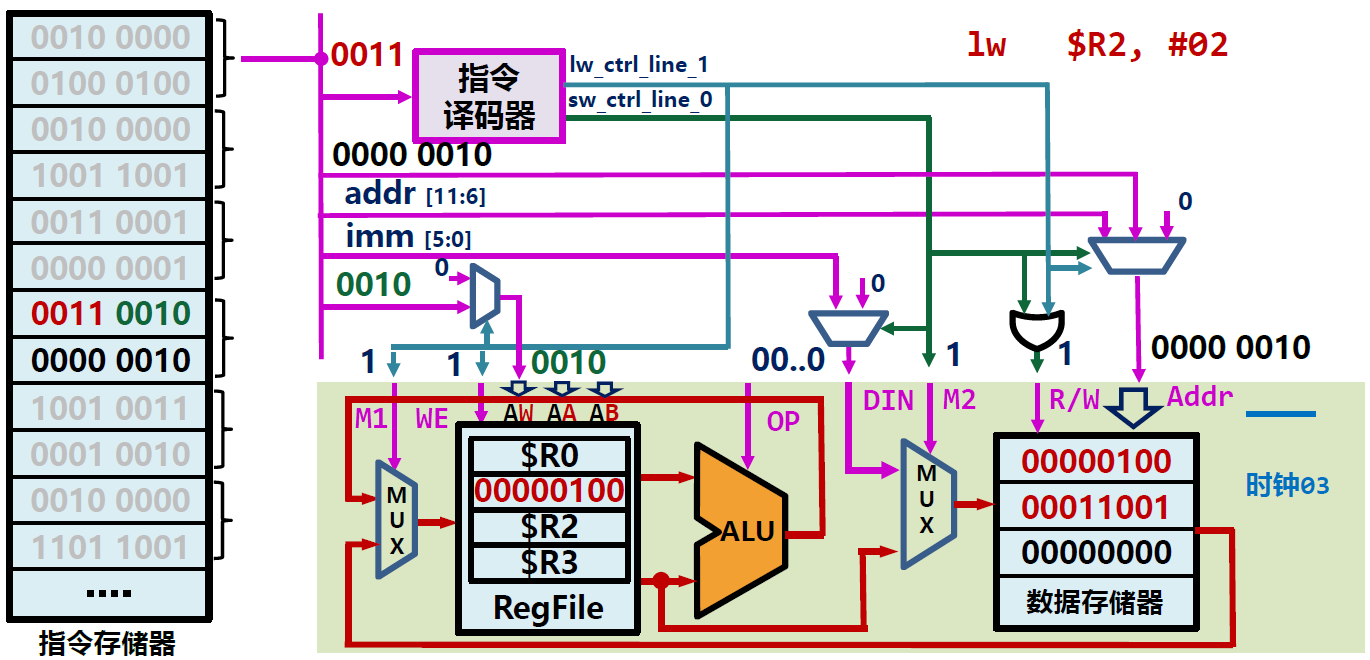 0010 0000
0100 0100
0010 0000
1001 1001
0011 0001
0000 0001
0011 0010
0000 0010
1001 0011
0001 0010
0010 0000
1101 1001
....
指令存储器
lw $R2, #02
0011
指令
译码器
lw_ctrl_line_1
sw_ctrl_line_0
0000 0010
addr [11:6]
imm [5:0]
0
0010
0
0
1
1
0010
00..0
1
1
0000 0010
M1
WE
AW AA AB
OP
DIN
M2
R/W
Addr
MUX
$R0
00000100
$R2
$R3
RegFile
ALU
MUX
00000100
00011001
00000000
数据存储器
时钟03